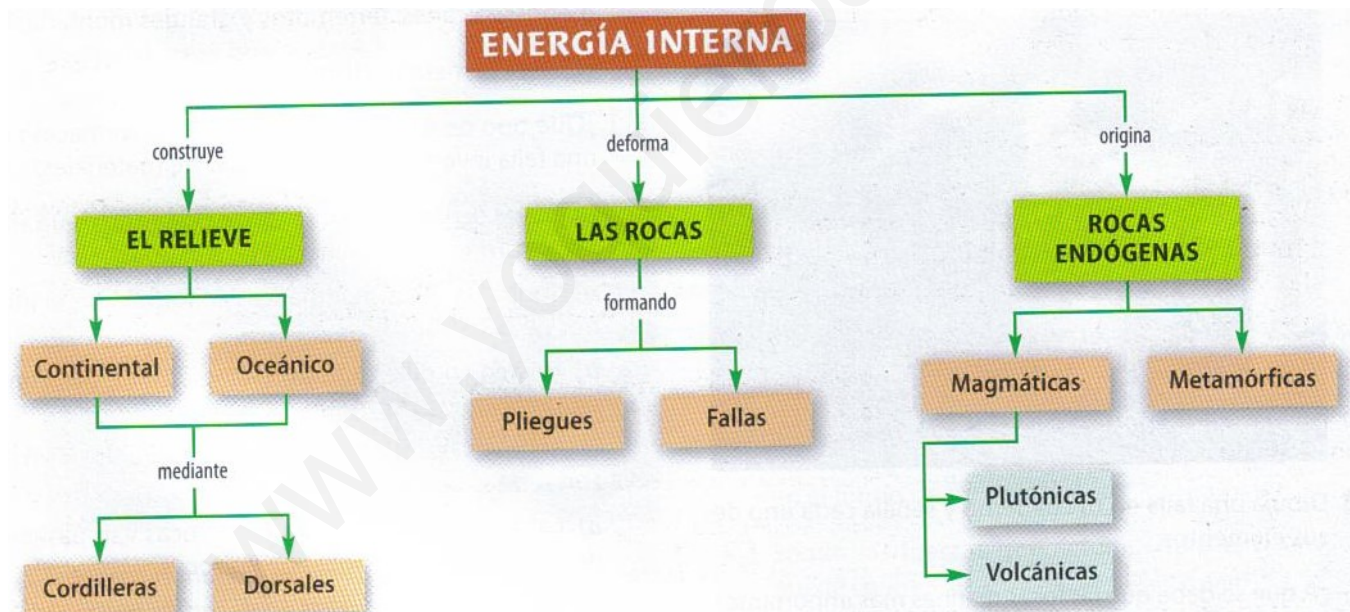 ENERGÍA INTERNA
construye
deforma
origina
EL RELIEVE
LAS ROCAS
ROCAS
ENDÓGENAS
formando
Continental
Oceánico
Pliegues
Fallas
Magmáticas
Metamórficas
mediante
Cordilleras
Dorsales
Plutónicas
Volcánicas